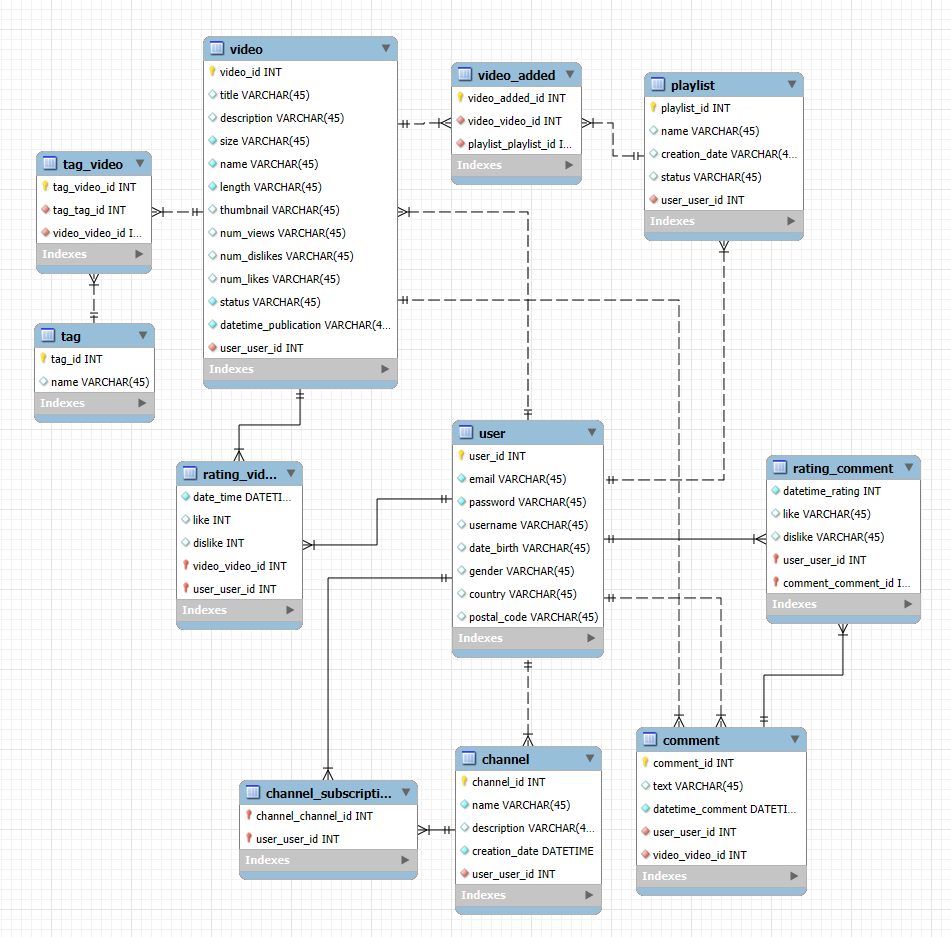 video
video_id INT
title VARCHAR(45)
description VARCHAR(45)
size VARCHAR(45)
name VARCHAR(45)
length VARCHAR(45)
thumbnail VARCHAR(45)
num_views VARCHAR(45)
num_dislikes VARCHAR(45)
num_likes VARCHAR(45)
status VARCHAR(45)
datetime_publication VARCHAR(4...
user_user_id INT
Indexes
video_added
video_added_id INT
video_video_id INT
playlist_playlist_id I...
Indexes
playlist
playlist_id INT
name VARCHAR(45)
creation_date VARCHAR(4...
status VARCHAR(45)
user_user_id INT
Indexes
tag_video
tag_video_id INT
tag_tag_id INT
video_video_id I...
Indexes
tag
tag_id INT
name VARCHAR(45)
Indexes
rating_vid...
date_time DATETI...
like INT
dislike INT
video_video_id INT
user_user_id INT
Indexes
user
user_id INT
email VARCHAR(45)
password VARCHAR(45)
username VARCHAR(45)
date_birth VARCHAR(45)
gender VARCHAR(45)
country VARCHAR(45)
postal_code VARCHAR(45)
Indexes
rating_comment
datetime_rating INT
like VARCHAR(45)
dislike VARCHAR(45)
user_user_id INT
comment_comment_id I...
Indexes
channel_subscripti...
channel_channel_id INT
user_user_id INT
Indexes
channel
channel_id INT
name VARCHAR(45)
description VARCHAR(4...
creation_date DATETIME
user_user_id INT
Indexes
comment
comment_id INT
text VARCHAR(45)
datetime_comment DATETI...
user_user_id INT
video_video_id INT
Indexes